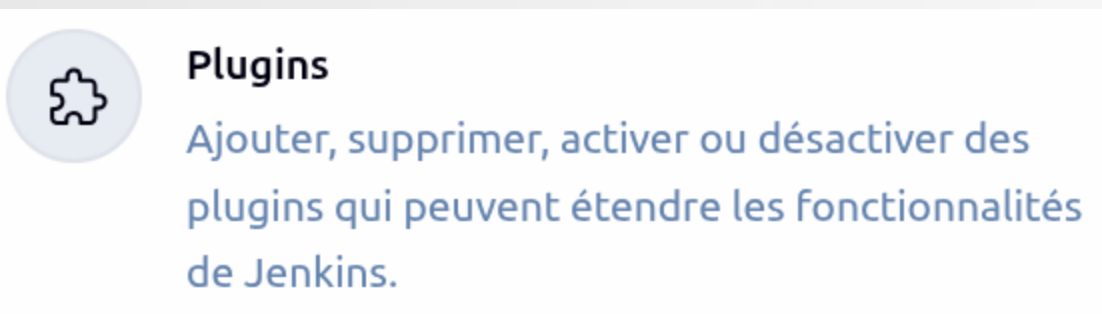 Plugins
Ajouter, supprimer, activer ou désactiver des
plugins qui peuvent étendre les fonctionnalités
de Jenkins.